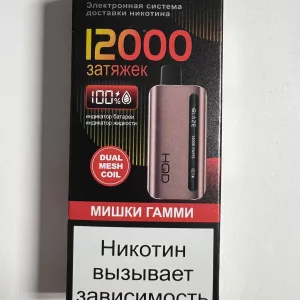 Электронная система
доставки никотина
12000
затяжек
100%
индикатор батареи
индикатор жидкости
DUAL
MESH
COIL
GLAZE
HQD
МИШКИ ГАММИ
Никотин
вызывает
зависимость